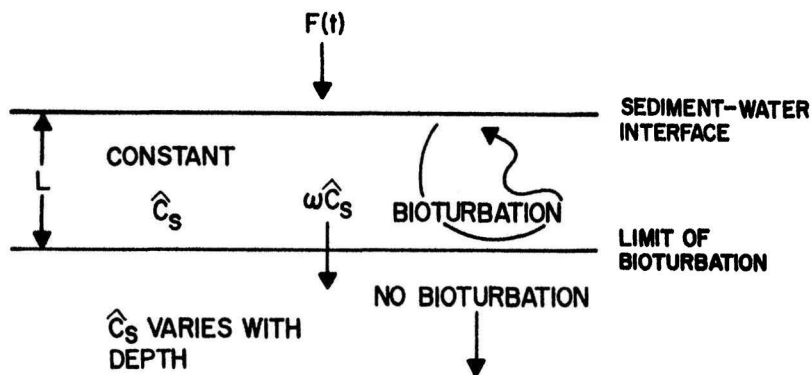 F(t)
SEDIMENT-WATER
INTERFACE
CONSTANT
L
Ĉs
ωĈs
BIOTURBATION
LIMIT OF
BIOTURBATION
NO BIOTURBATION
Ĉs VARIES WITH
DEPTH